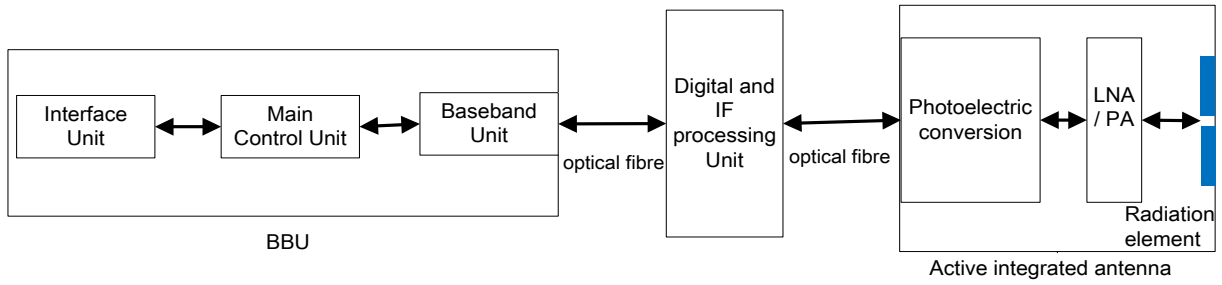 Interface
Unit
Main
Control Unit
Baseband
Unit
optical fibre
Digital and
IF
processing
Unit
optical fibre
Photoelectric
conversion
LNA
/ PA
Radiation
element
BBU
Active integrated antenna